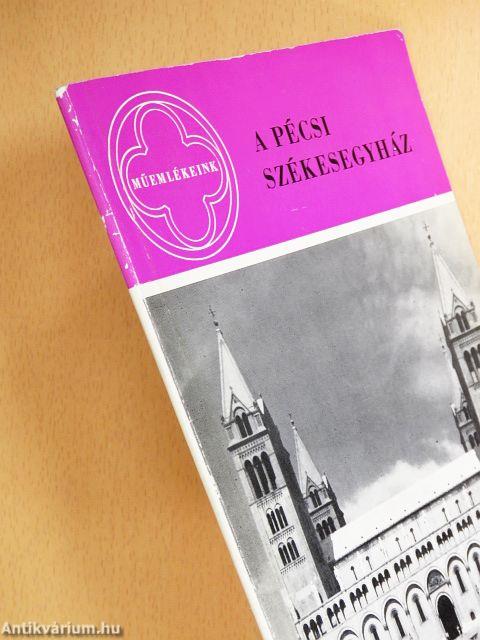 MŰEMLÉKEINK
A PÉCSI
SZÉKESEGYHÁZ
Antikvárium.hu